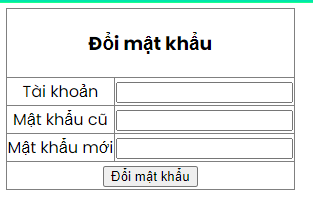 Đổi mật khẩu
Tài khoản
Mật khẩu cũ
Mật khẩu mới
Đổi mật khẩu